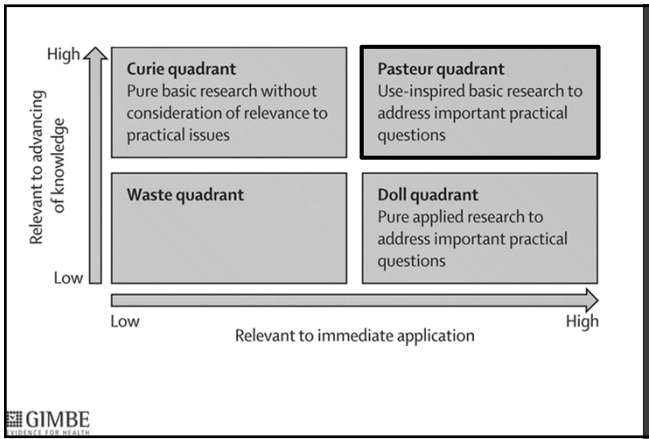 High
Relevant to advancing
of knowledge
Low
Curie quadrant
Pure basic research without
consideration of relevance to
practical issues
Pasteur quadrant
Use-inspired basic research to
address important practical
questions
Waste quadrant
Doll quadrant
Pure applied research to
address important practical
questions
Low
High
Relevant to immediate application
GIMBE
EVIDENCE FOR HEALTH